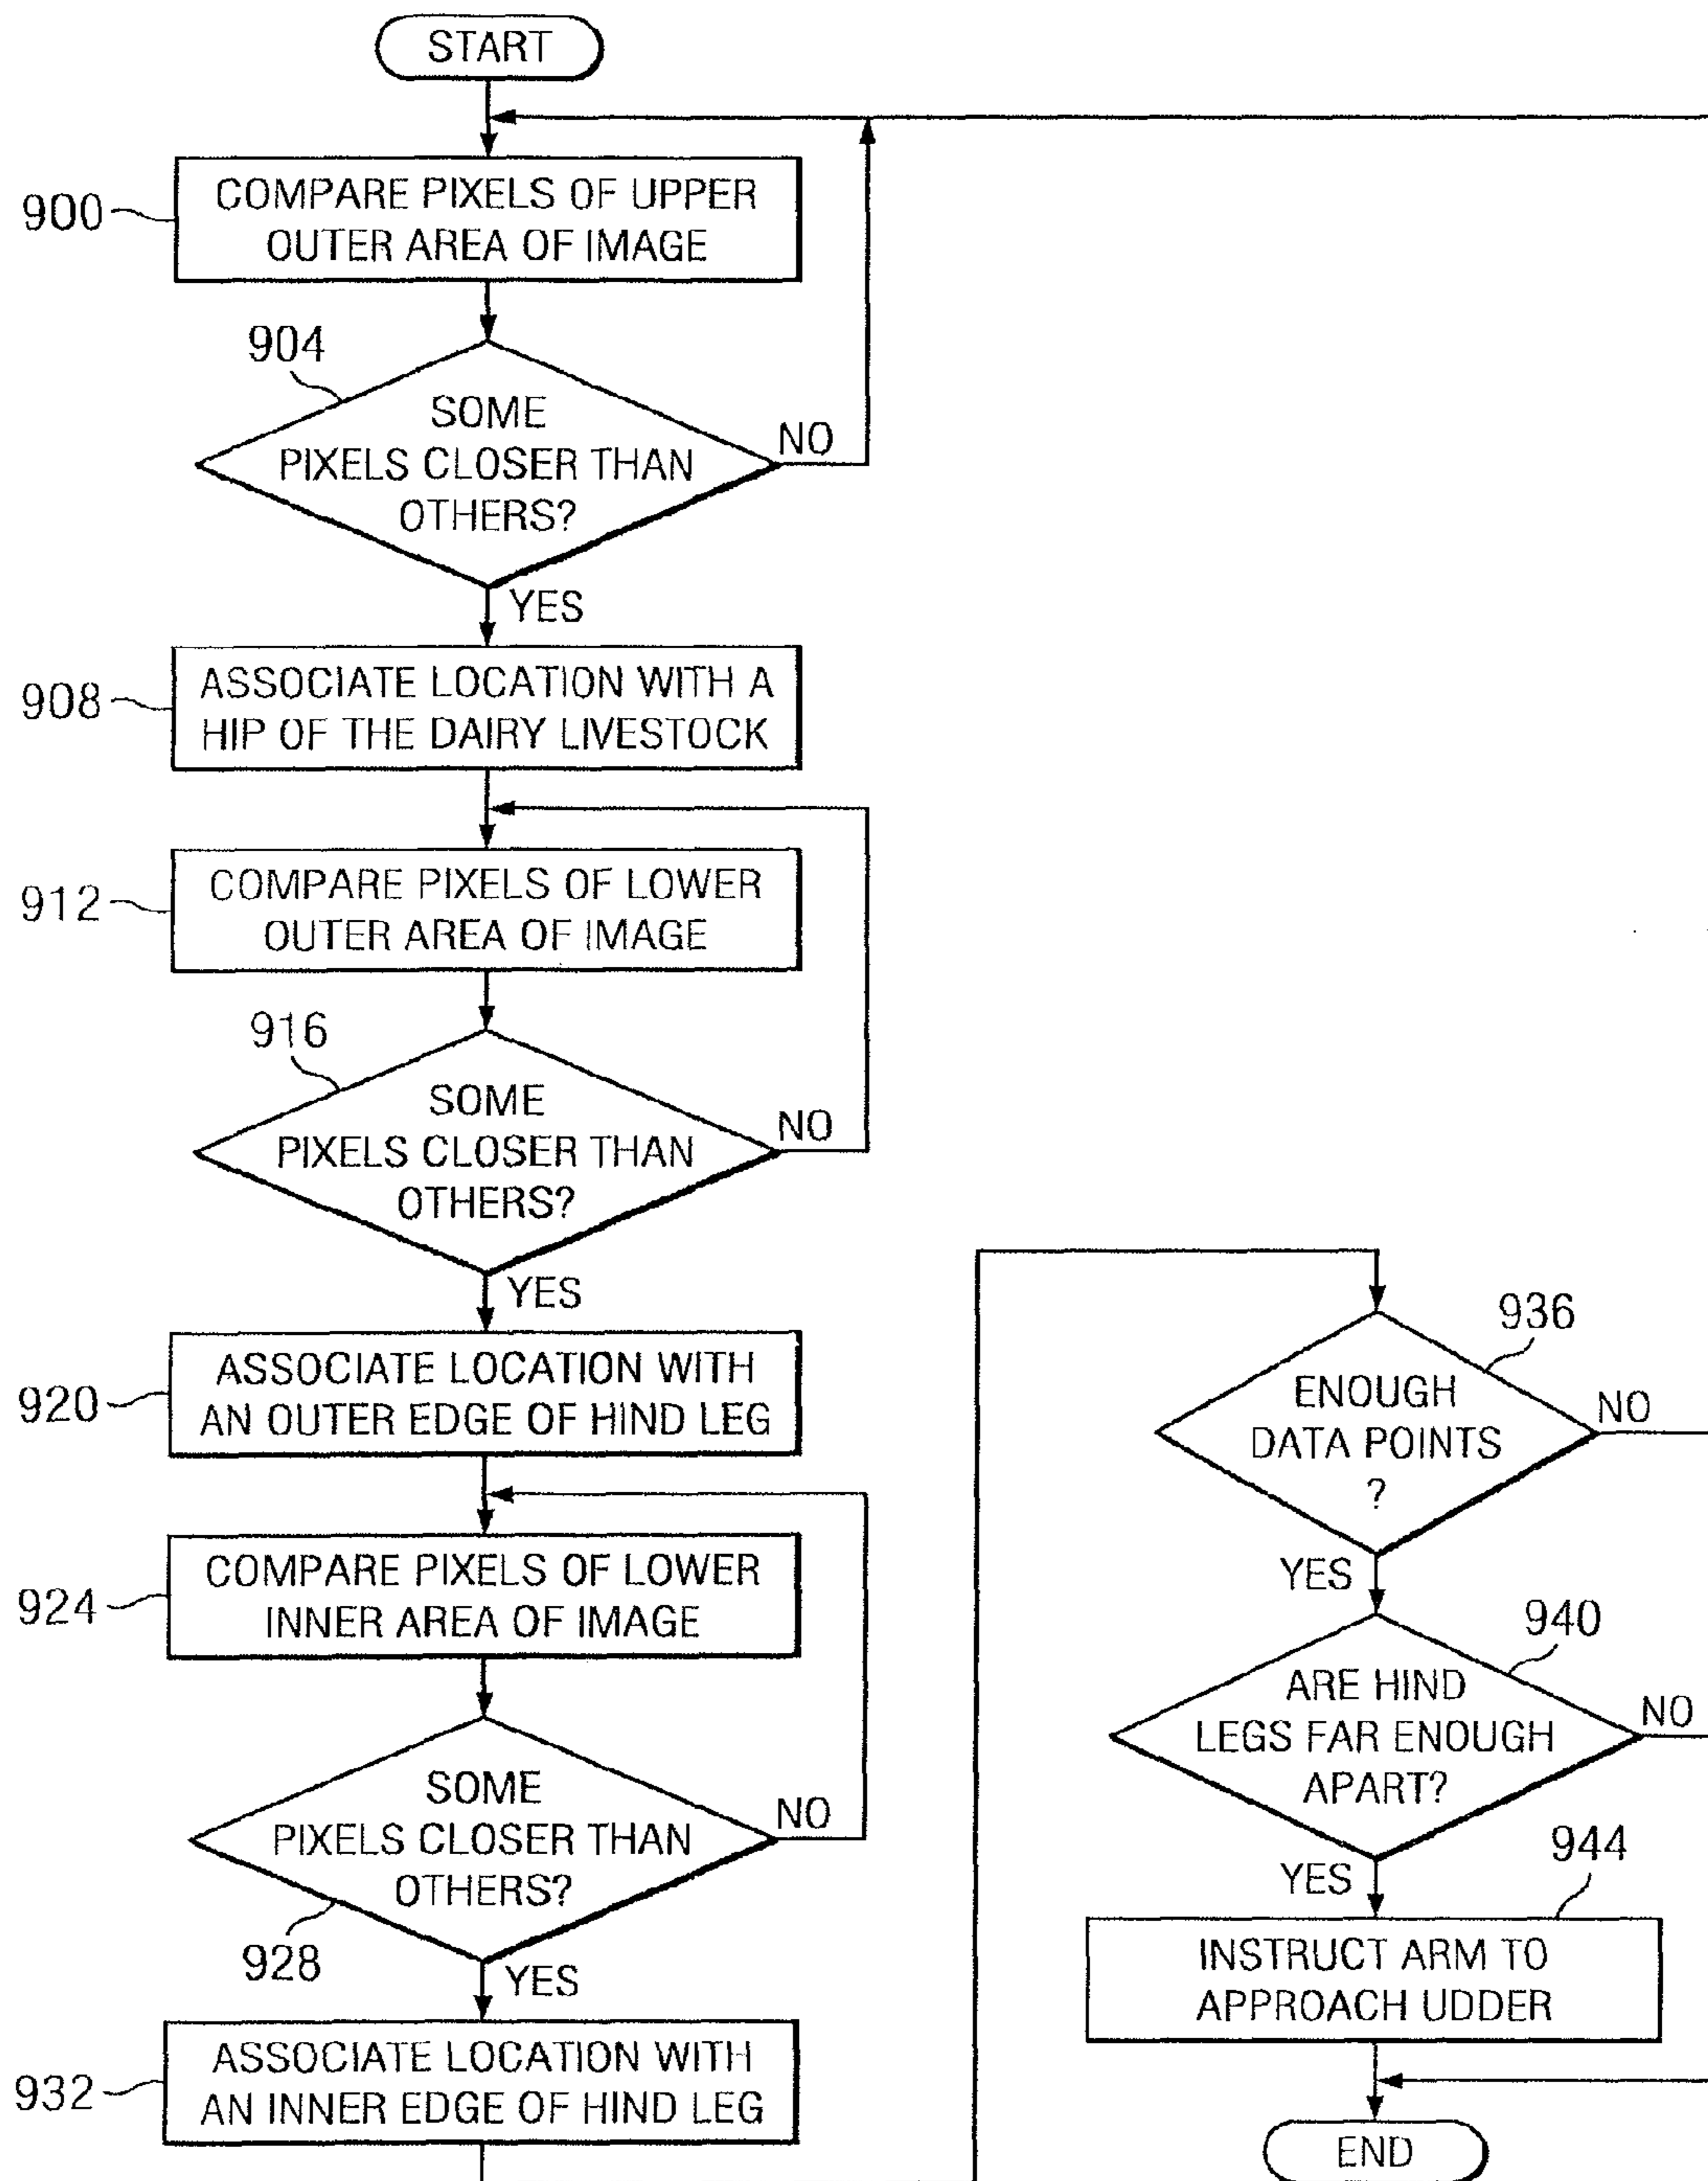 START
900
COMPARE PIXELS OF UPPER
OUTER AREA OF IMAGE
904
SOME
PIXELS CLOSER THAN
OTHERS?
NO
YES
908
ASSOCIATE LOCATION WITH A
HIP OF THE DAIRY LIVESTOCK
912
COMPARE PIXELS OF LOWER
OUTER AREA OF IMAGE
916
SOME
PIXELS CLOSER THAN
OTHERS?
NO
YES
920
ASSOCIATE LOCATION WITH
AN OUTER EDGE OF HIND LEG
924
COMPARE PIXELS OF LOWER
INNER AREA OF IMAGE
SOME
PIXELS CLOSER THAN
OTHERS?
NO
928
YES
932
ASSOCIATE LOCATION WITH
AN INNER EDGE OF HIND LEG
936
ENOUGH
DATA POINTS
?
NO
YES
940
ARE HIND
LEGS FAR ENOUGH
APART?
NO
YES
944
INSTRUCT ARM TO
APPROACH UDDER
END